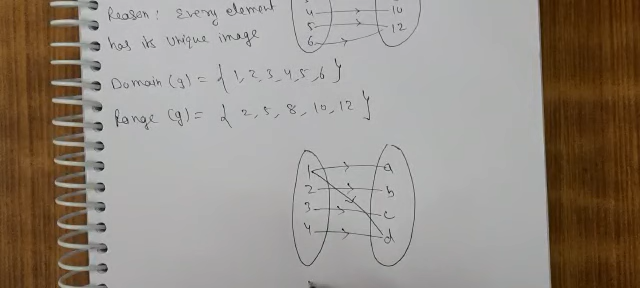 Reason: Every element
has its unique image
4 10
5 12
6
Domain (g) = { 1, 2, 3, 4, 5, 6 }
Range (g) = { 2, 5, 8, 10, 12 }
1 a
2 b
3 c
4 d